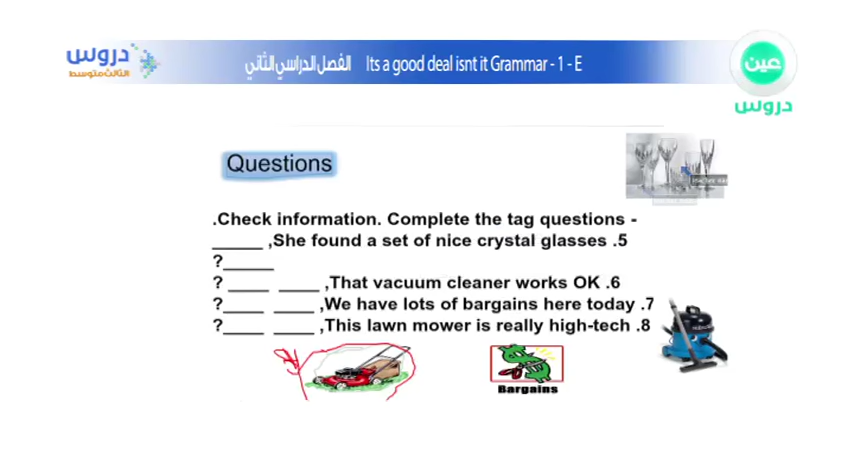 دروس
الثالث متوسط
الفصل الدراسي الثاني Its a good deal isnt it Grammar - 1 - E
عين
دروس
Questions
.Check information. Complete the tag questions -
_____ ,She found a set of nice crystal glasses .5
?_____
? ____ ____ ,That vacuum cleaner works OK .6
?____ ____ ,We have lots of bargains here today .7
?____ ____ ,This lawn mower is really high-tech .8
Bargains